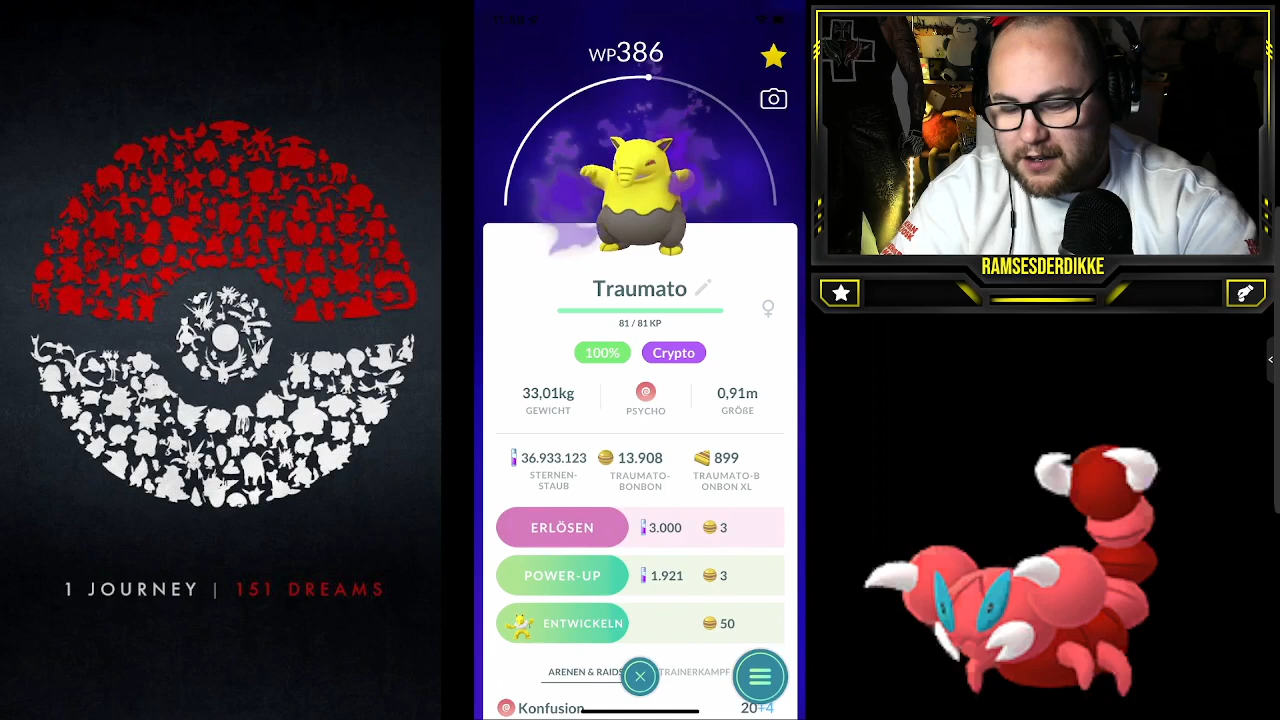 1 JOURNEY | 151 DREAMS
WP386
Traumato
81 / 81 KP
100% Crypto
33,01kg
GEWICHT
PSYCHO
0,91m
GRÖßE
36.933.123
STERNEN-
STAUB
13.908
TRAUMATO-
BONBON
899
TRAUMATO-B
ONBON XL
ERLÖSEN 3.000 3
POWER-UP 1.921 3
ENTWICKELN 50
ARENEN & RAIDS TRAINERKAMPF
Konfusion 20+4
RAMSESDERDIKKE